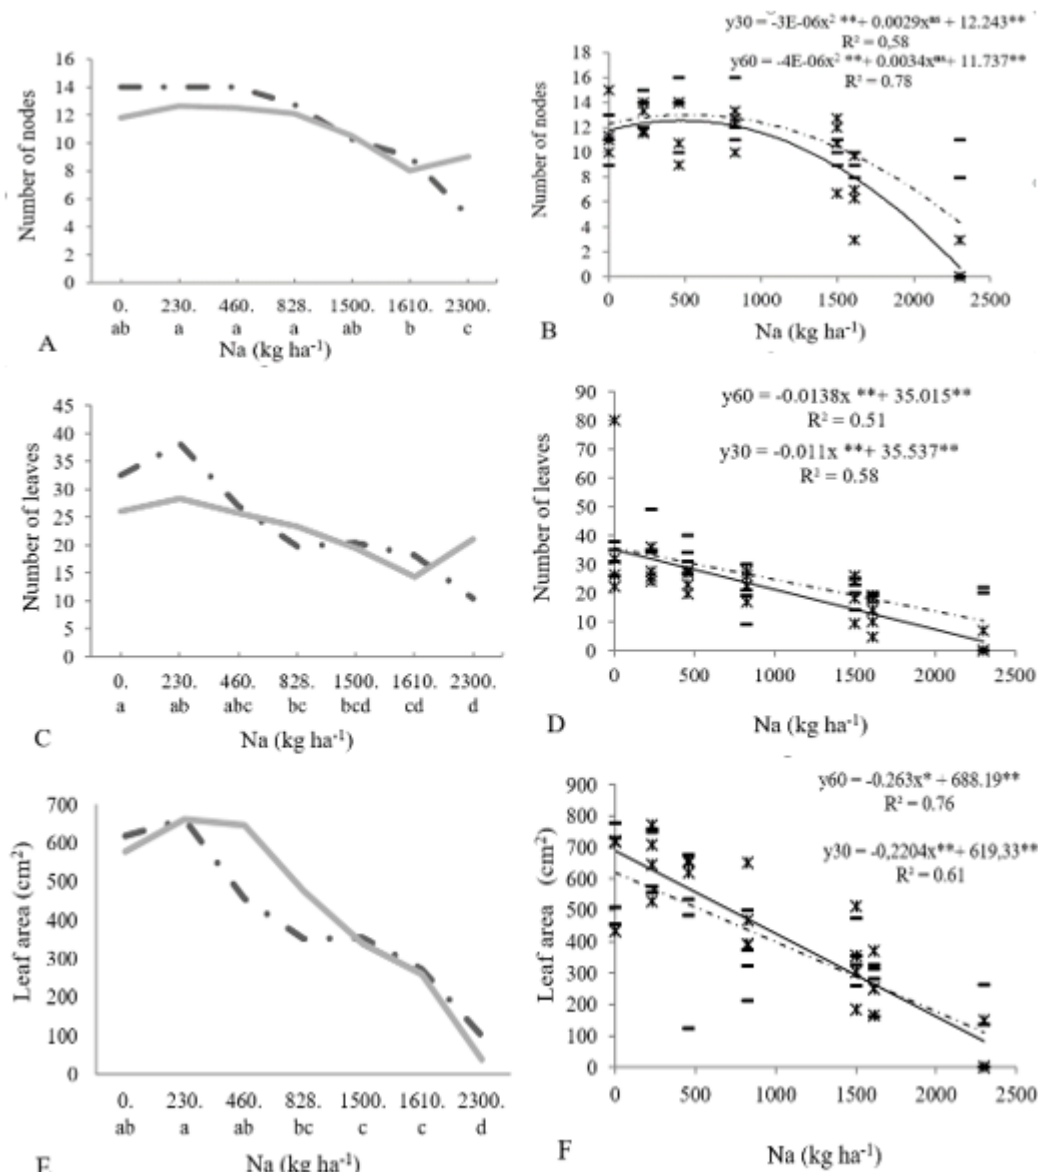 14
12
10
8
6
4
2
0
16
Number of nodes
0. 230. 460. 828. 1500. 1610. 2300.
ab a a a ab b c
A
Na (kg ha⁻¹)
y30 = -3E-06x² **+ 0.0029xⁿˢ + 12.243**
R² = 0,58
y60 = -4E-06x² **+ 0.0034xⁿˢ + 11.737**
R² = 0.78
18
16
14
12
10
8
6
4
2
0
Number of nodes
0 500 1000 1500 2000 2500
B
Na (kg ha⁻¹)
45
40
35
30
25
20
15
10
5
0
Number of leaves
0. 230. 460. 828. 1500. 1610. 2300.
a ab abc bc bcd cd d
C
Na (kg ha⁻¹)
y60 = -0.0138x **+ 35.015**
R² = 0.51
y30 = -0.011x **+ 35.537**
R² = 0.58
90
80
70
60
50
40
30
20
10
0
Number of leaves
0 500 1000 1500 2000 2500
D
Na (kg ha⁻¹)
700
600
500
400
300
200
100
0
Leaf area (cm²)
0. 230. 460. 828. 1500. 1610. 2300.
ab a ab bc c c d
E
Na (kg ha⁻¹)
y60 = -0.263x* + 688.19**
R² = 0.76
y30 = -0,2204x**+ 619,33**
R² = 0.61
900
800
700
600
500
400
300
200
100
0
Leaf area (cm²)
0 500 1000 1500 2000 2500
F
Na (kg ha⁻¹)